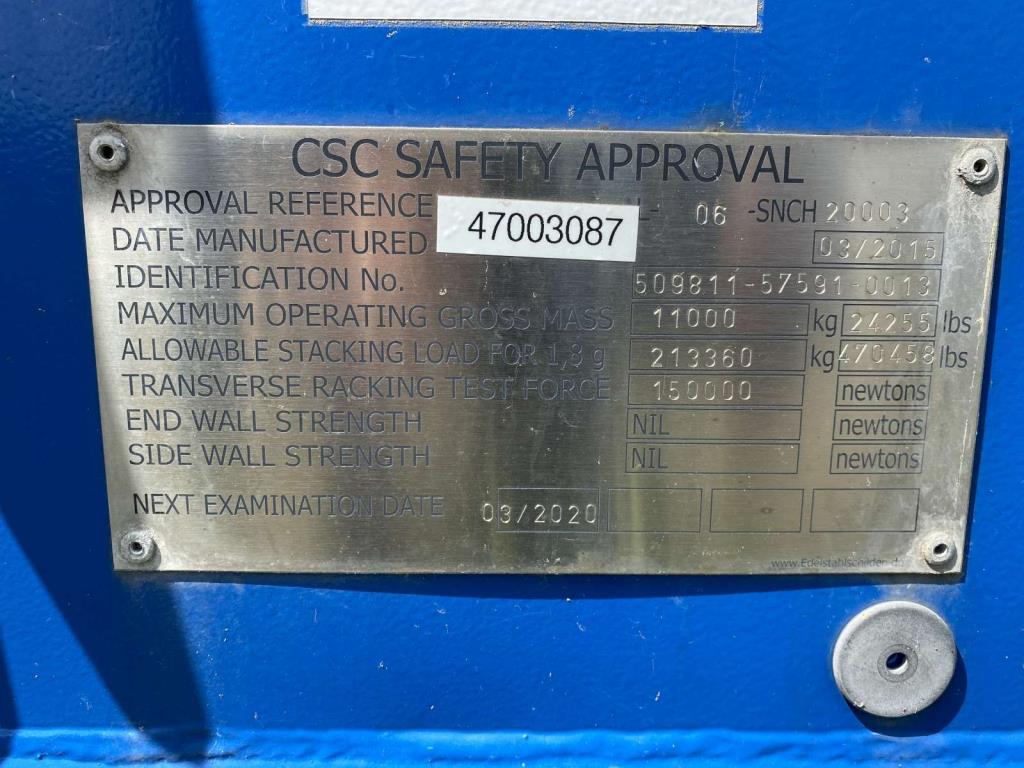 CSC SAFETY APPROVAL
APPROVAL REFERENCE 06 -SNCH 20003
47003087
DATE MANUFACTURED 03/2015
IDENTIFICATION No. 509811-57591-0013
MAXIMUM OPERATING GROSS MASS 11000 kg 24255 lbs
ALLOWABLE STACKING LOAD FOR 1,8 g 213360 kg 470458 lbs
TRANSVERSE RACKING TEST FORCE 150000 newtons
END WALL STRENGTH NIL newtons
SIDE WALL STRENGTH NIL newtons
NEXT EXAMINATION DATE 03/2020
www.Edelstahlschilder.de